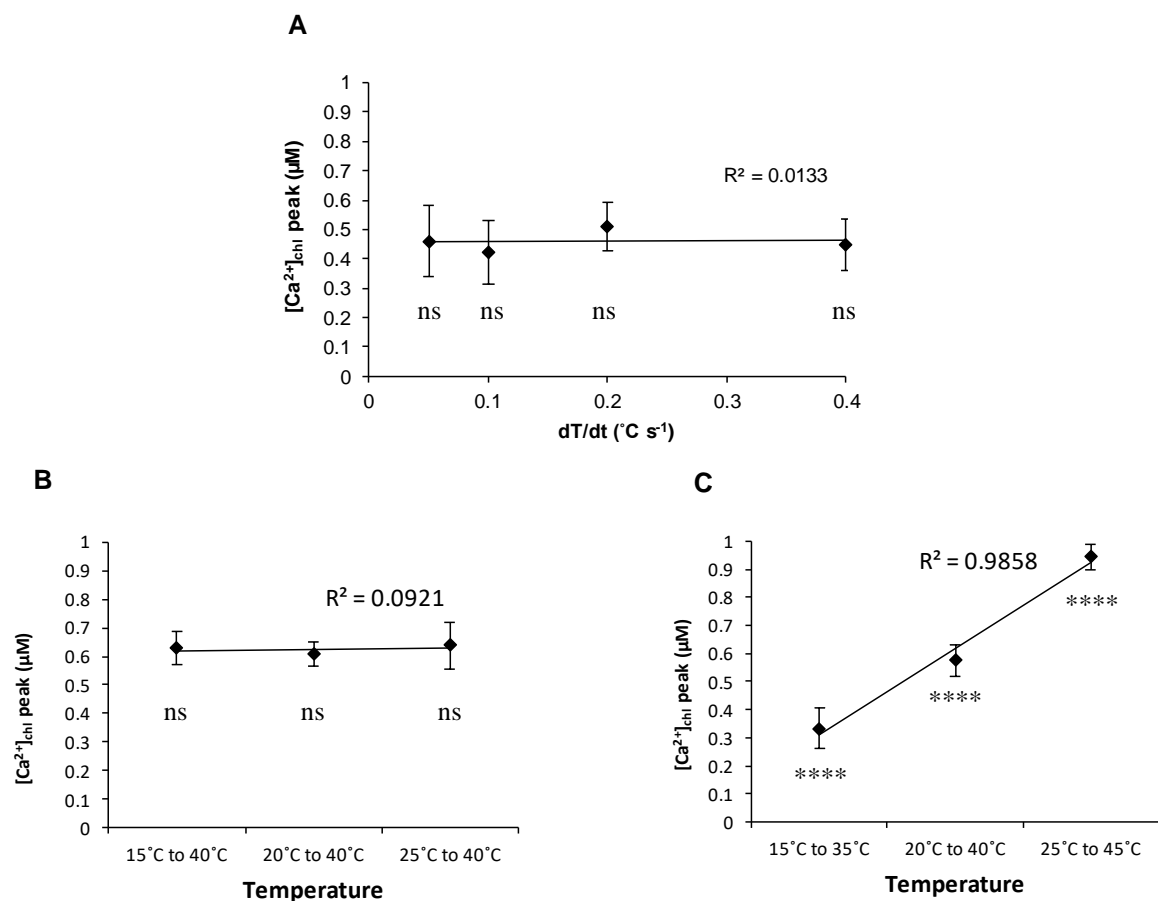 A
1
0.9
0.8
0.7
0.6
0.5
0.4
0.3
0.2
0.1
0
[Ca²⁺]chl peak (µM)
R² = 0.0133
ns
ns
ns
ns
0
0.1
0.2
0.3
0.4
dT/dt (˚C s⁻¹)
B
1
0.9
0.8
0.7
0.6
0.5
0.4
0.3
0.2
0.1
0
[Ca²⁺]chl peak (µM)
R² = 0.0921
ns
ns
ns
15˚C to 40˚C
20˚C to 40˚C
25˚C to 40˚C
Temperature
C
1
0.9
0.8
0.7
0.6
0.5
0.4
0.3
0.2
0.1
0
[Ca²⁺]chl peak (µM)
R² = 0.9858
****
****
****
15˚C to 35˚C
20˚C to 40˚C
25˚C to 45˚C
Temperature